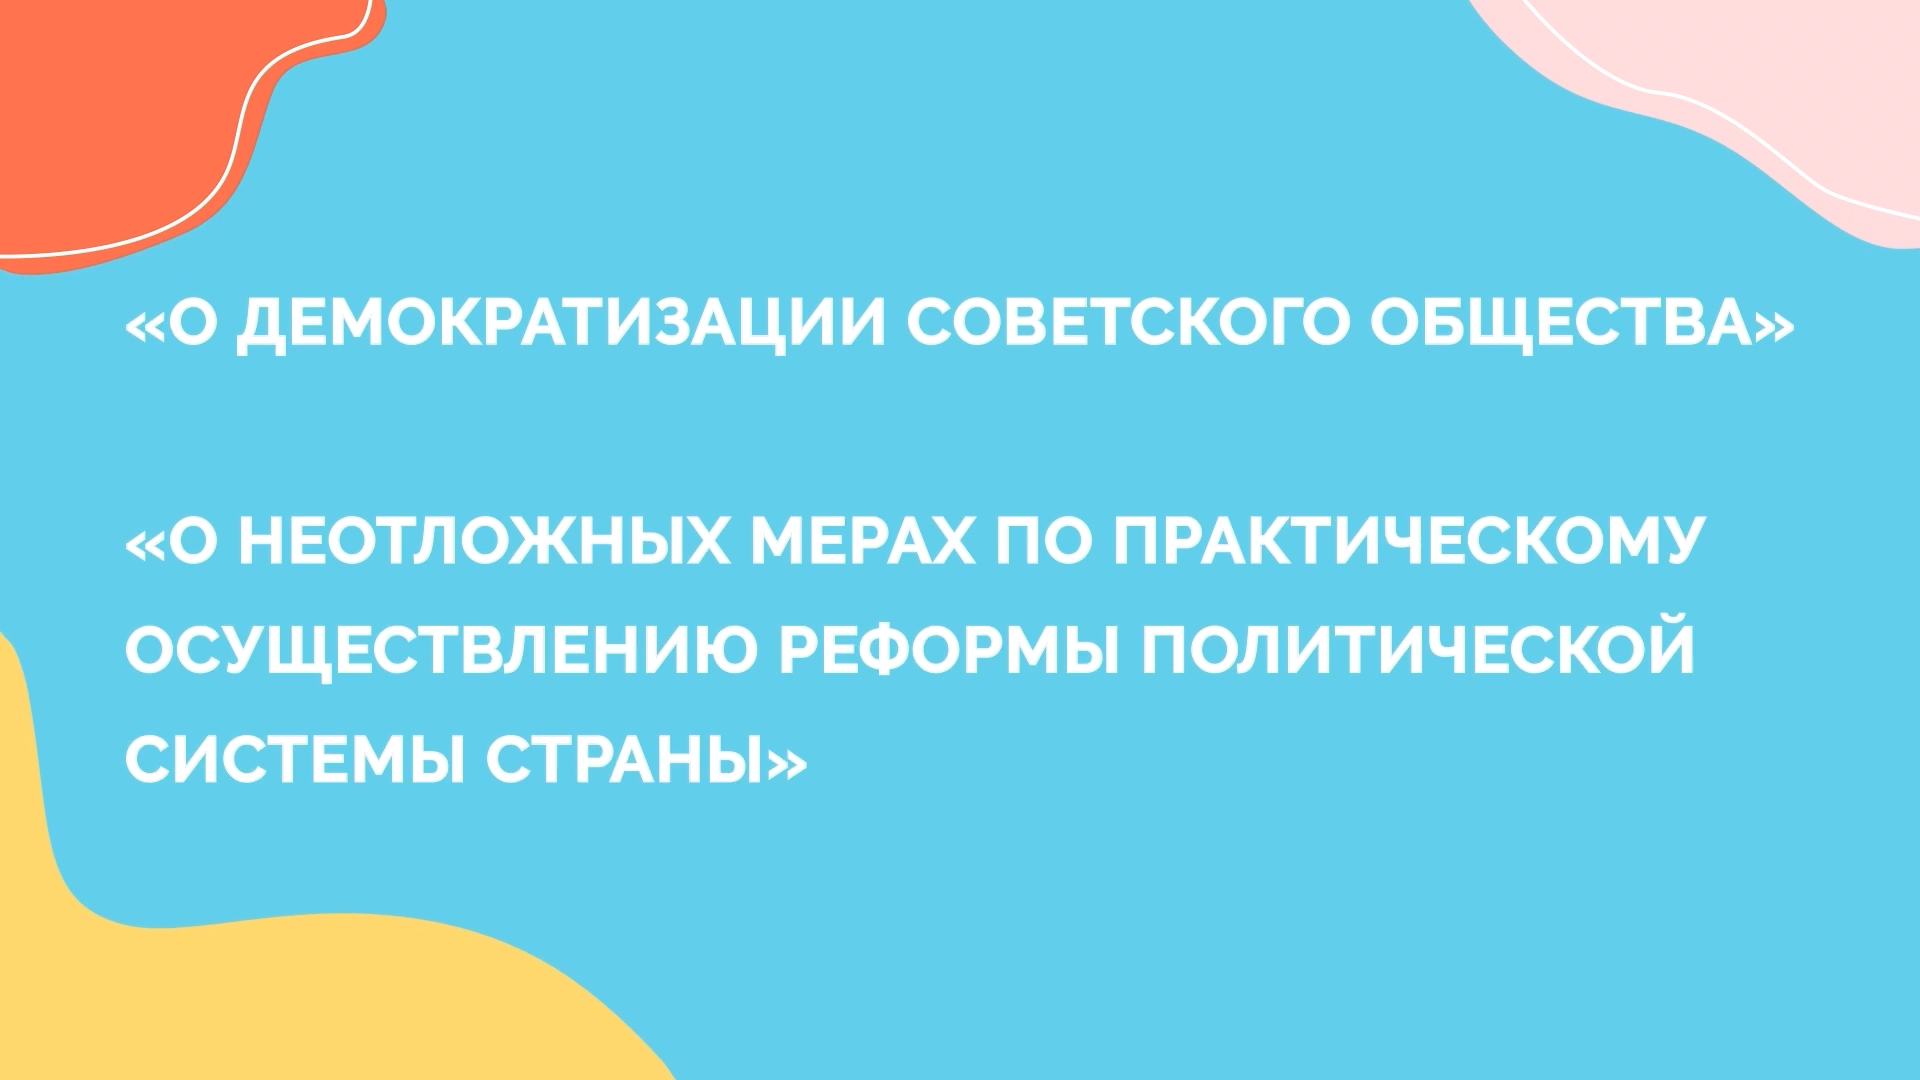 «О ДЕМОКРАТИЗАЦИИ СОВЕТСКОГО ОБЩЕСТВА»
«О НЕОТЛОЖНЫХ МЕРАХ ПО ПРАКТИЧЕСКОМУ
ОСУЩЕСТВЛЕНИЮ РЕФОРМЫ ПОЛИТИЧЕСКОЙ
СИСТЕМЫ СТРАНЫ»